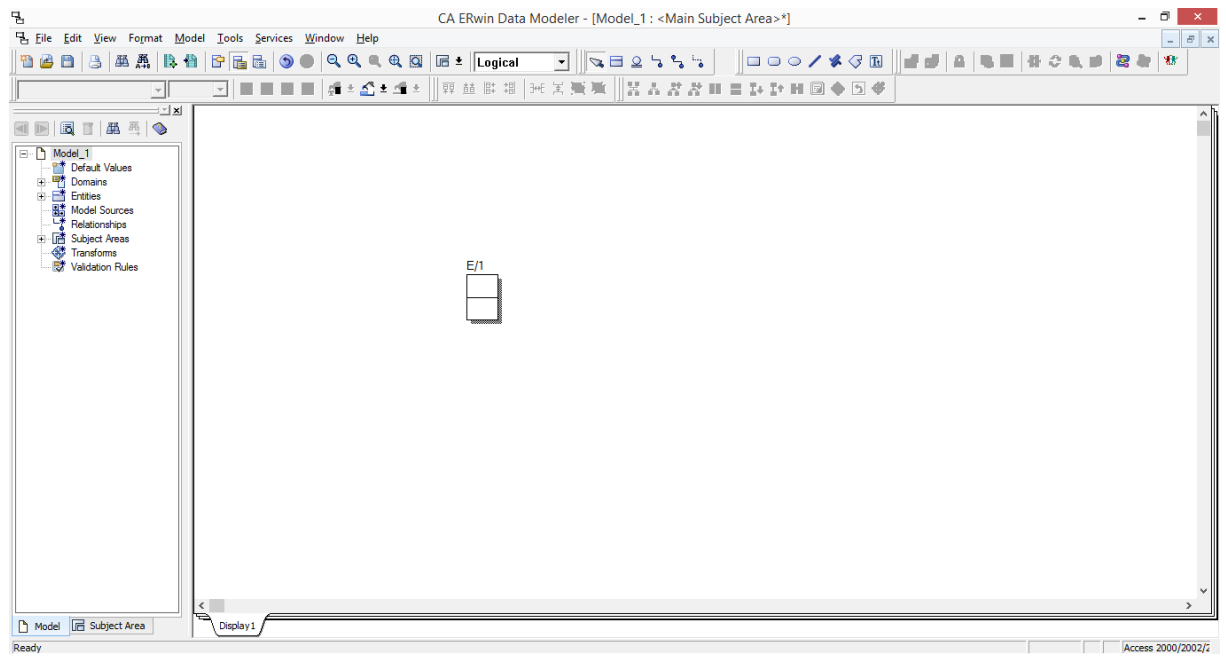 CA ERwin Data Modeler - [Model_1 : <Main Subject Area>*]
File Edit View Format Model Tools Services Window Help
Logical
Model_1
Default Values
Domains
Entities
Model Sources
Relationships
Subject Areas
Transforms
Validation Rules
E/1
Model Subject Area
Display1
Ready
Access 2000/2002/2